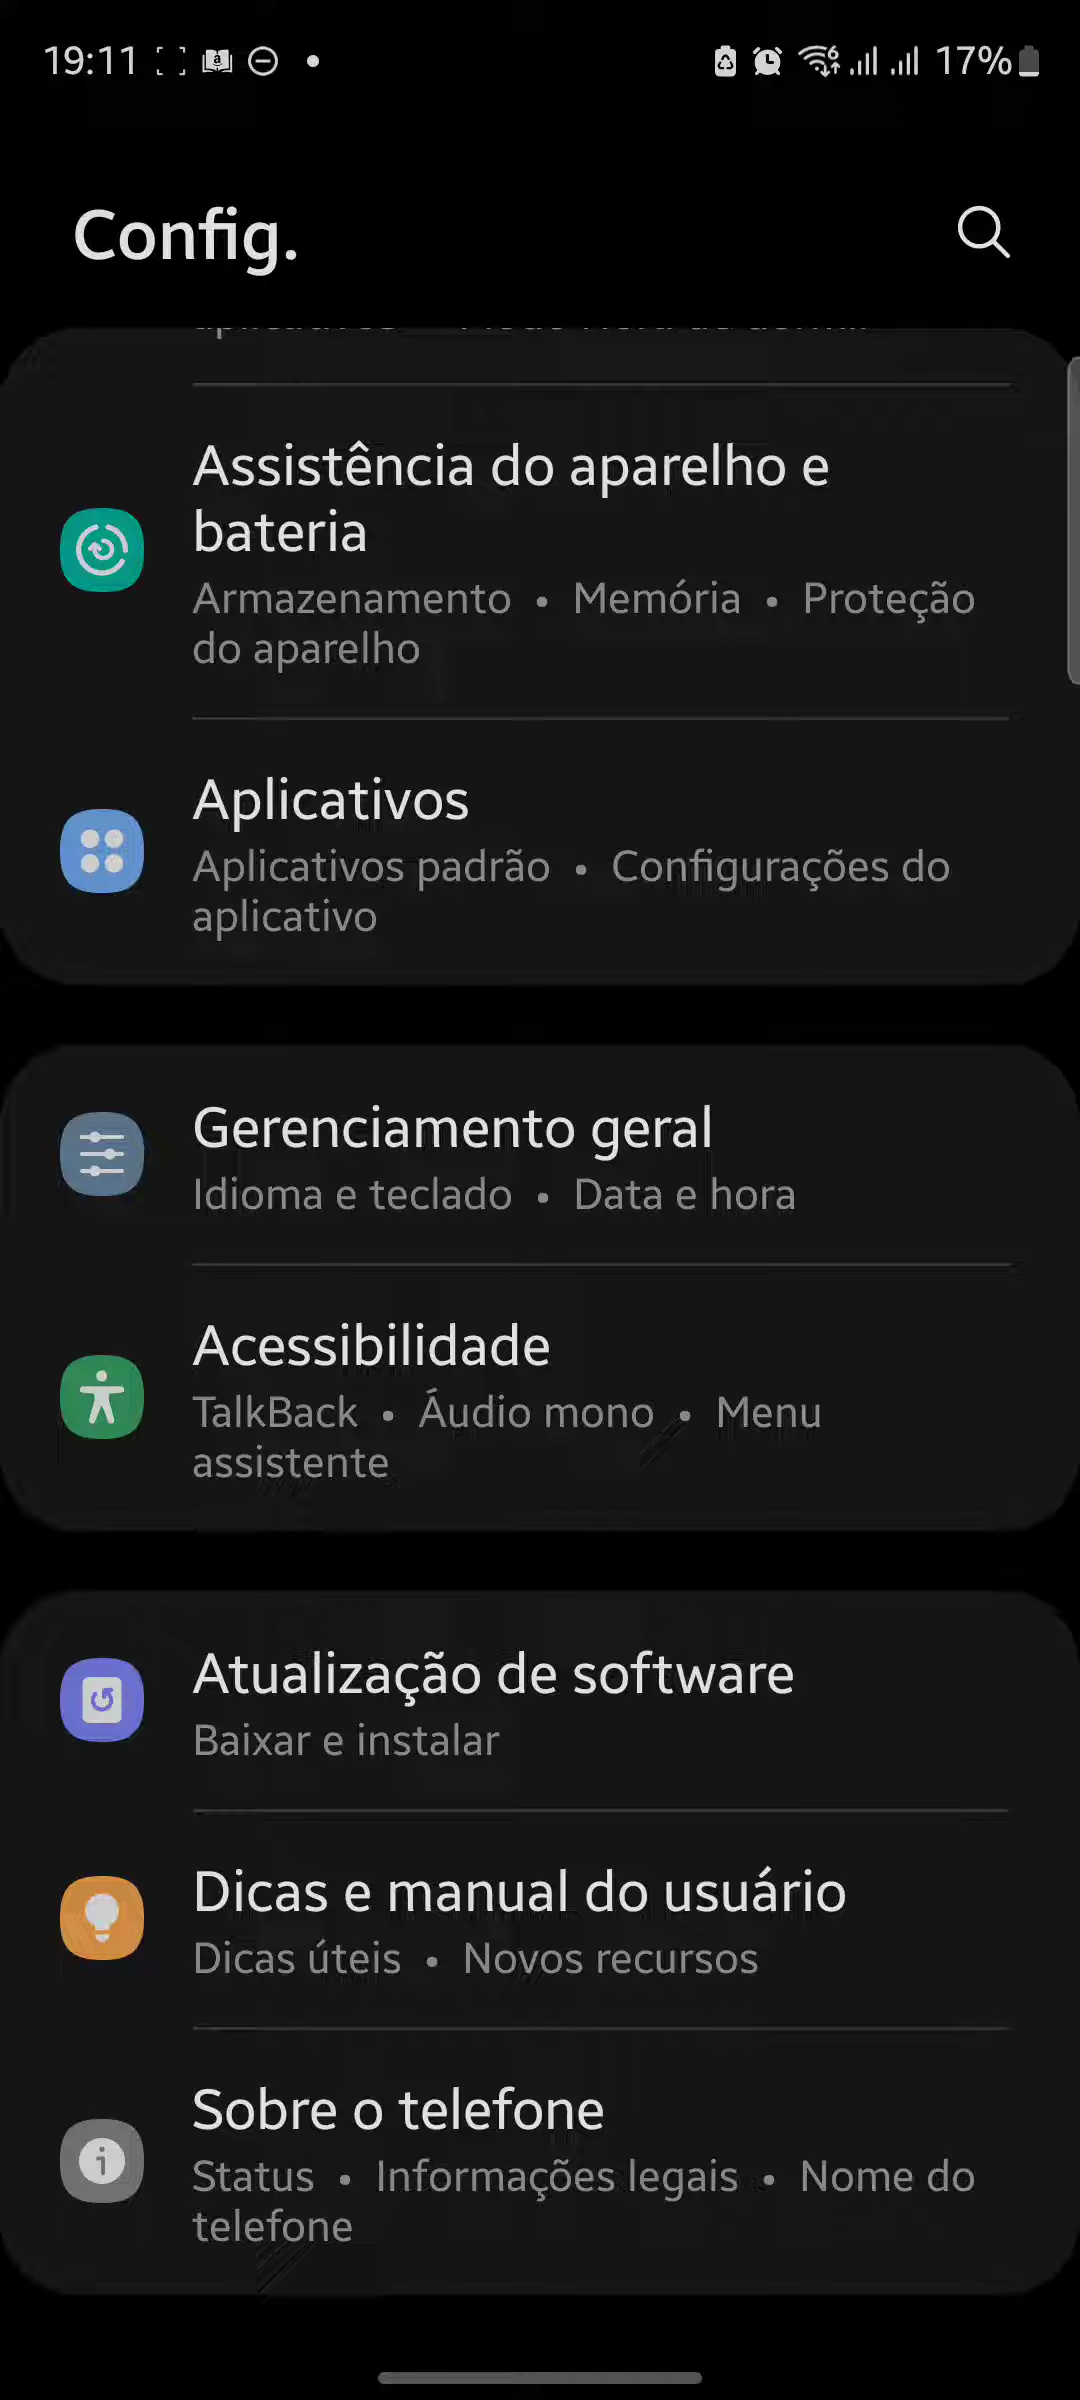 19:11
17%
Config.
Assistência do aparelho e
bateria
Armazenamento • Memória • Proteção
do aparelho
Aplicativos
Aplicativos padrão • Configurações do
aplicativo
Gerenciamento geral
Idioma e teclado • Data e hora
Acessibilidade
TalkBack • Áudio mono • Menu
assistente
Atualização de software
Baixar e instalar
Dicas e manual do usuário
Dicas úteis • Novos recursos
Sobre o telefone
Status • Informações legais • Nome do
telefone